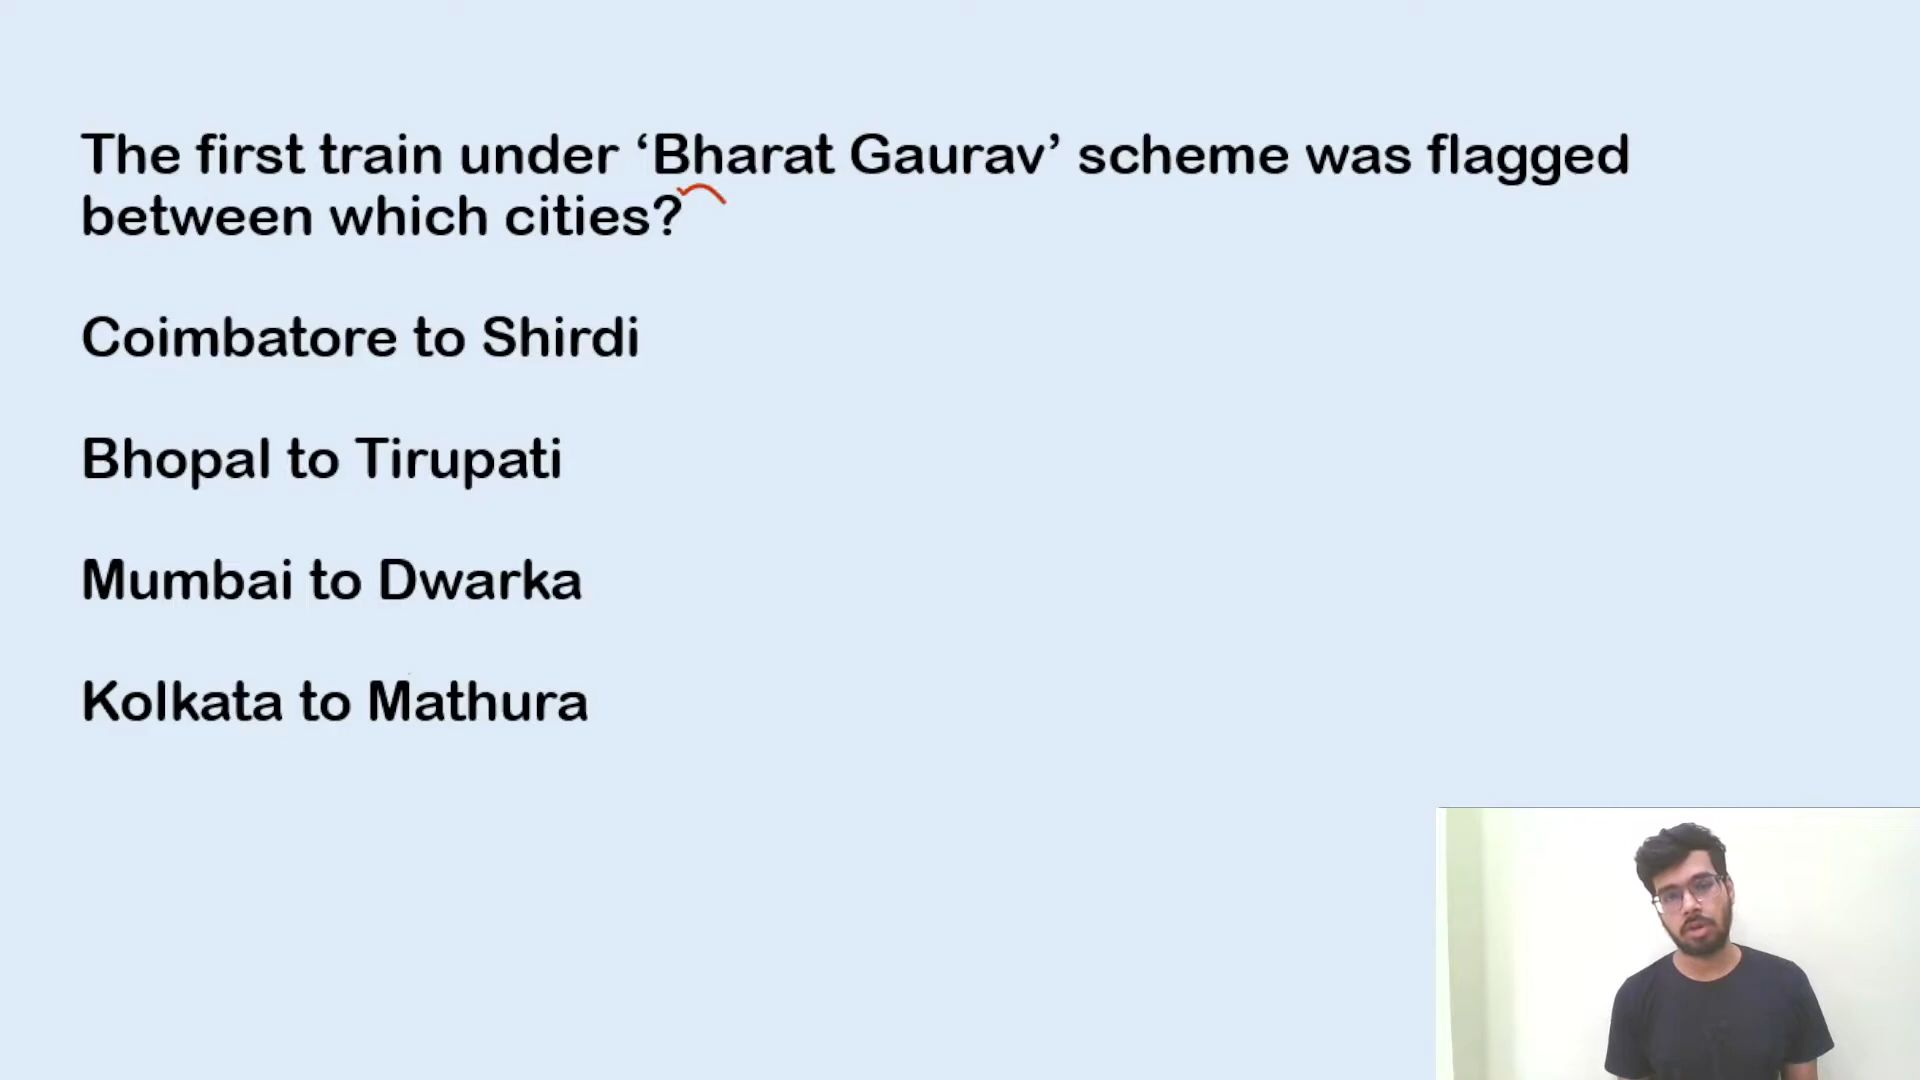 The first train under ‘Bharat Gaurav’ scheme was flagged
between which cities?
Coimbatore to Shirdi
Bhopal to Tirupati
Mumbai to Dwarka
Kolkata to Mathura